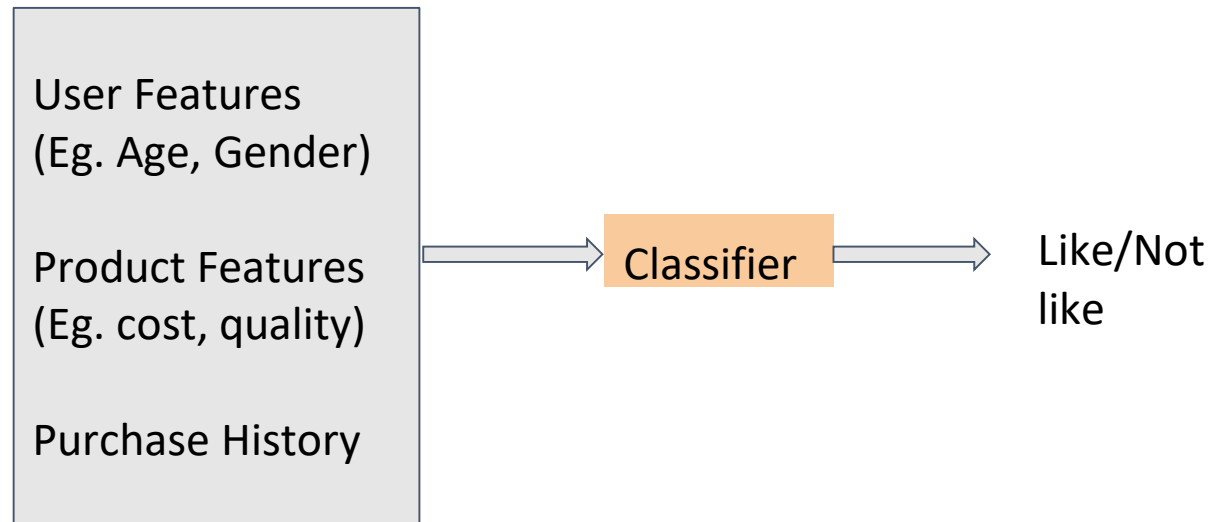 User Features
(Eg. Age, Gender)
Product Features
(Eg. cost, quality)
Purchase History
Classifier
Like/Not
like